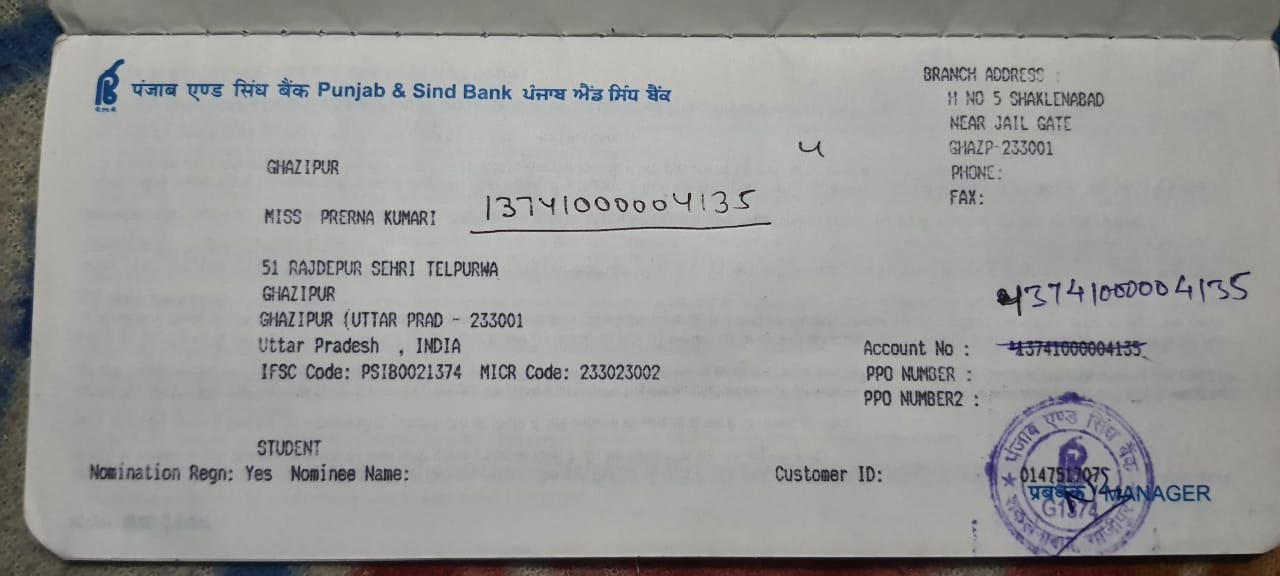 पंजाब एण्ड सिंध बैंक Punjab & Sind Bank ਪੰਜਾਬ ਐਂਡ ਸਿੰਧ ਬੈਂਕ
BRANCH ADDRESS :
H NO 5 SHAKLENABAD
NEAR JAIL GATE
GHAZP-233001
PHONE:
FAX:
GHAZIPUR
MISS PRERNA KUMARI
13741000004135
51 RAJDEPUR SEHRI TELPURWA
GHAZIPUR
GHAZIPUR (UTTAR PRAD - 233001
Uttar Pradesh , INDIA
IFSC Code: PSIB0021374 MICR Code: 233023002
13741000004135
Account No : 13741000004135
PPO NUMBER :
PPO NUMBER2 :
STUDENT
Nomination Regn: Yes Nominee Name:
Customer ID:
पंजाब एण्ड सिंध बैंक
G1374
प्रबंधक/MANAGER